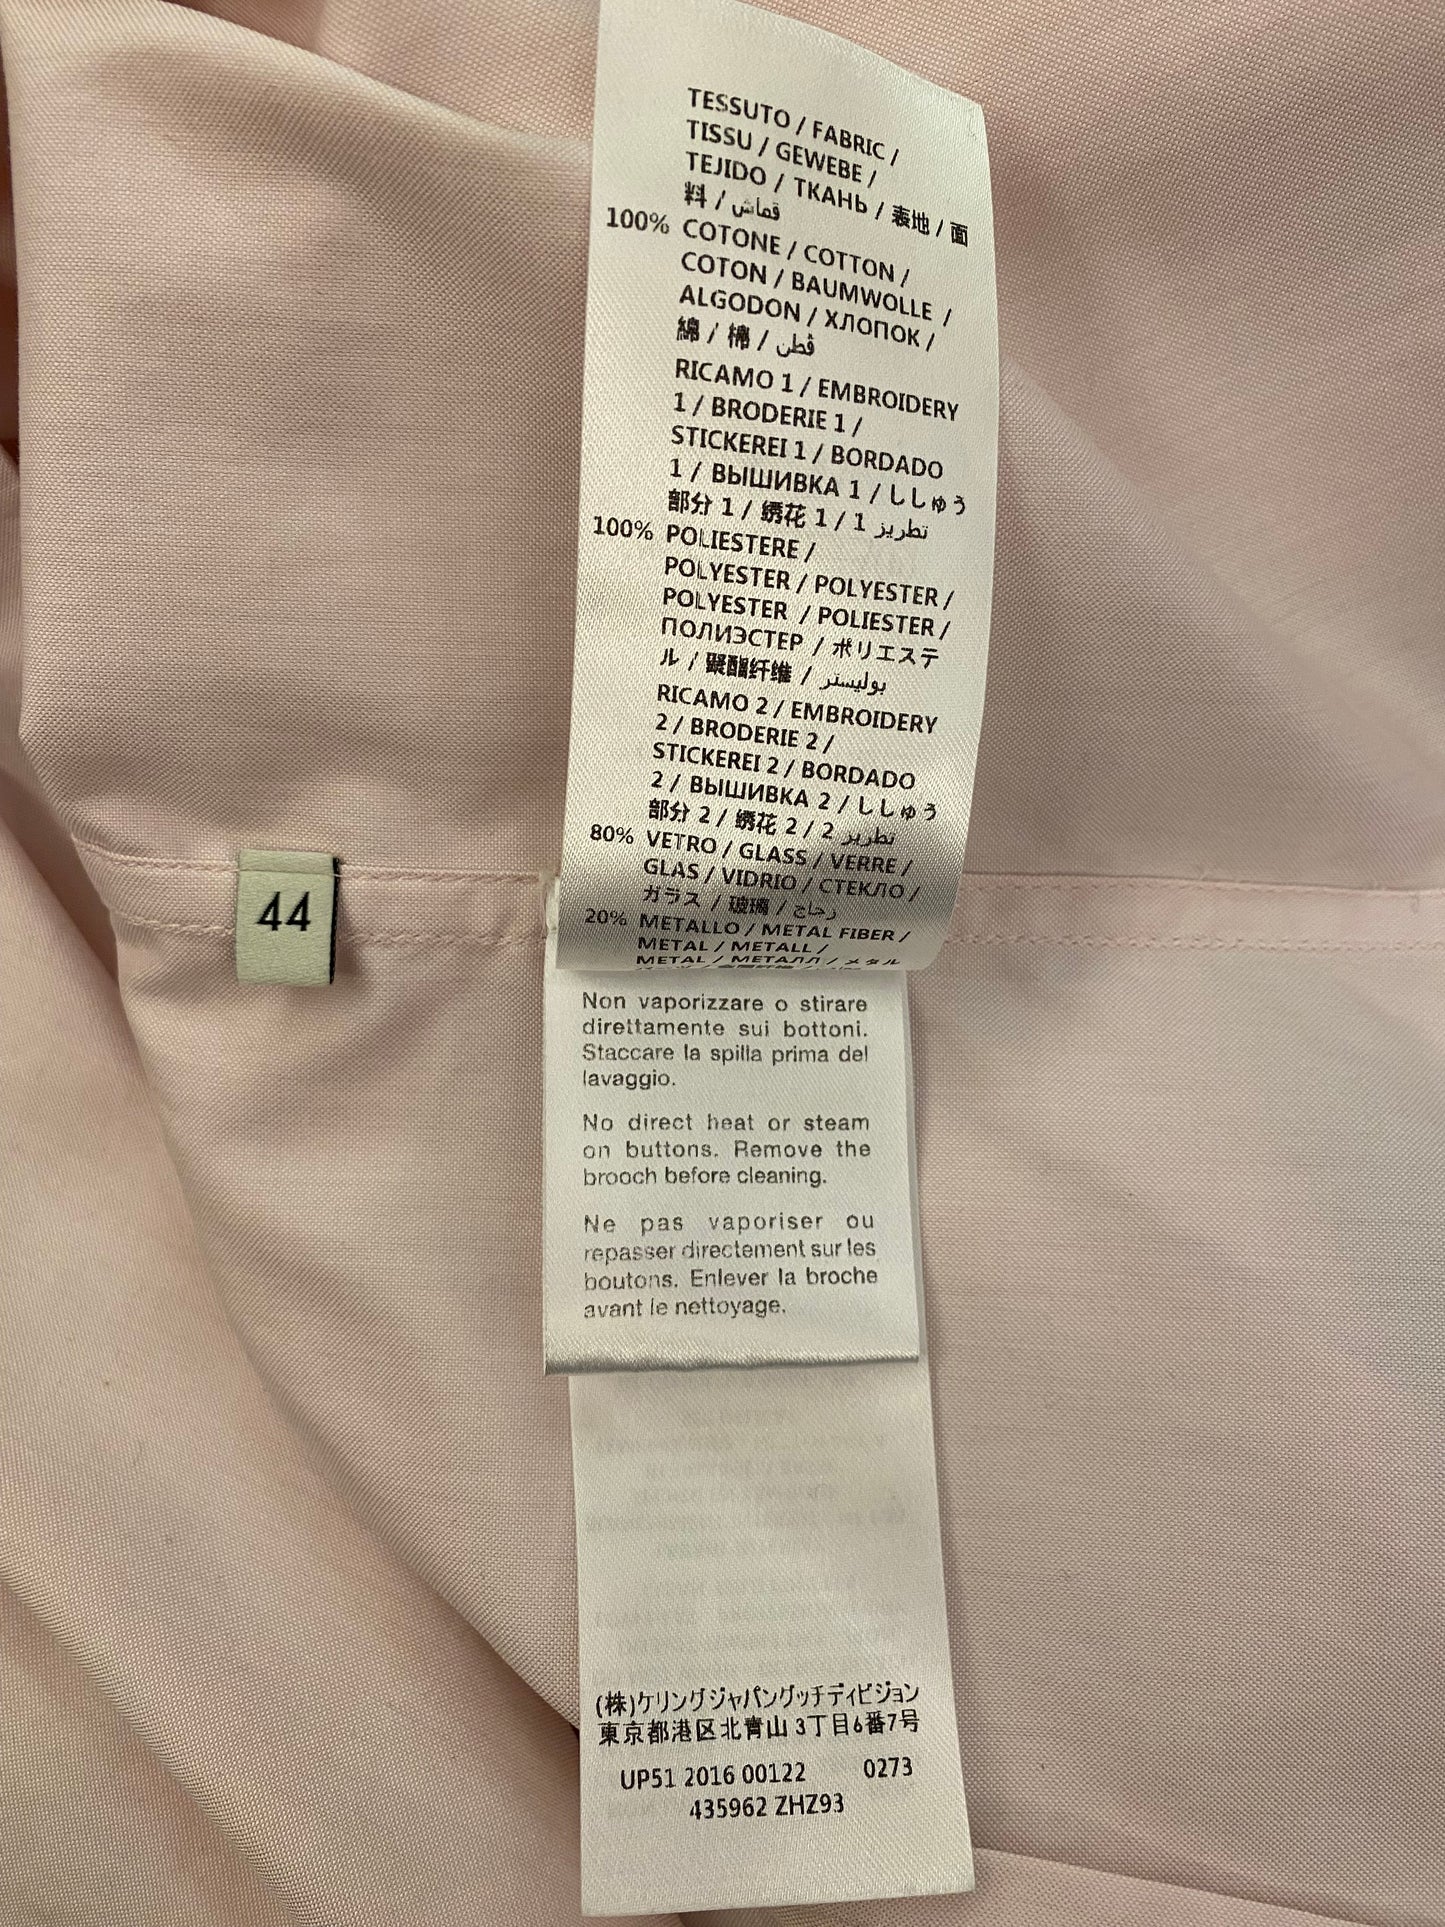 TESSUTO / FABRIC /
TISSU / GEWEBE /
TEJIDO / ТКАНЬ / 表地 / 面
料 / قماش
100% COTONE / COTTON /
COTON / BAUMWOLLE /
ALGODON / ХЛОПОК /
綿 / 棉 / قطن
RICAMO 1 / EMBROIDERY
1 / BRODERIE 1 /
STICKEREI 1 / BORDADO
1 / ВЫШИВКА 1 / ししゅう
部分 1 / 绣花 1 / 1 تطريز
100% POLIESTERE /
POLYESTER / POLYESTER /
POLYESTER / POLIESTER /
ПОЛИЭСТЕР / ポリエステ
ル / 聚酯纤维 / بوليستر
RICAMO 2 / EMBROIDERY
2 / BRODERIE 2 /
STICKEREI 2 / BORDADO
2 / ВЫШИВКА 2 / ししゅう
部分 2 / 绣花 2 / 2 تطريز
80% VETRO / GLASS / VERRE /
GLAS / VIDRIO / СТЕКЛО /
ガラス / 玻璃 / زجاج
20% METALLO / METAL FIBER /
METAL / METALL /
METAL / МЕТАЛЛ / メタル
44
Non vaporizzare o stirare
direttamente sui bottoni.
Staccare la spilla prima del
lavaggio.
No direct heat or steam
on buttons. Remove the
brooch before cleaning.
Ne pas vaporiser ou
repasser directement sur les
boutons. Enlever la broche
avant le nettoyage.
(株)ケリングジャパングッチディビジョン
東京都港区北青山 3丁目6番7号
UP51 2016 00122 0273
435962 ZHZ93